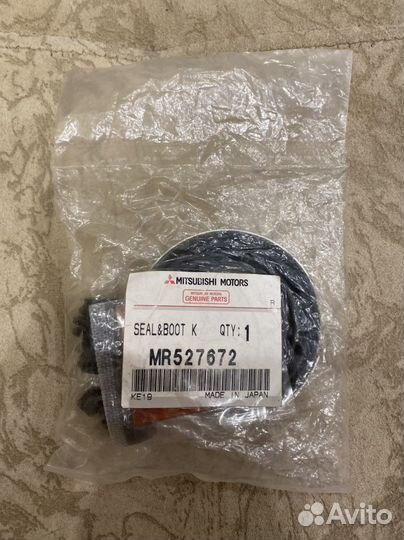 MITSUBISHI MOTORS
MITSUBISHI MOTORS
GENUINE PARTS
R
SEAL&BOOT K QTY:1
MR527672
KE19 MADE IN JAPAN
Avito